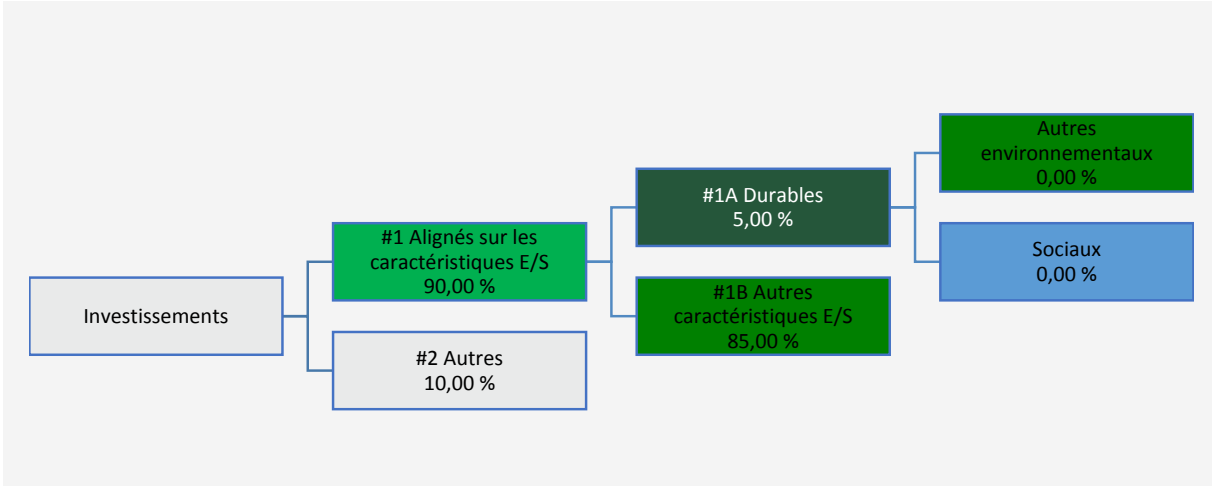 Investissements
#1 Alignés sur les
caractéristiques E/S
90,00 %
#2 Autres
10,00 %
#1A Durables
5,00 %
#1B Autres
caractéristiques E/S
85,00 %
Autres
environnementaux
0,00 %
Sociaux
0,00 %